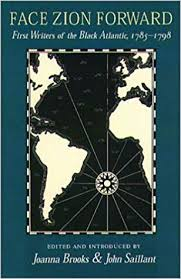 FACE ZION FORWARD
First Writers of the Black Atlantic, 1785–1798
EDITED AND INTRODUCED BY
Joanna Brooks & John Saillant